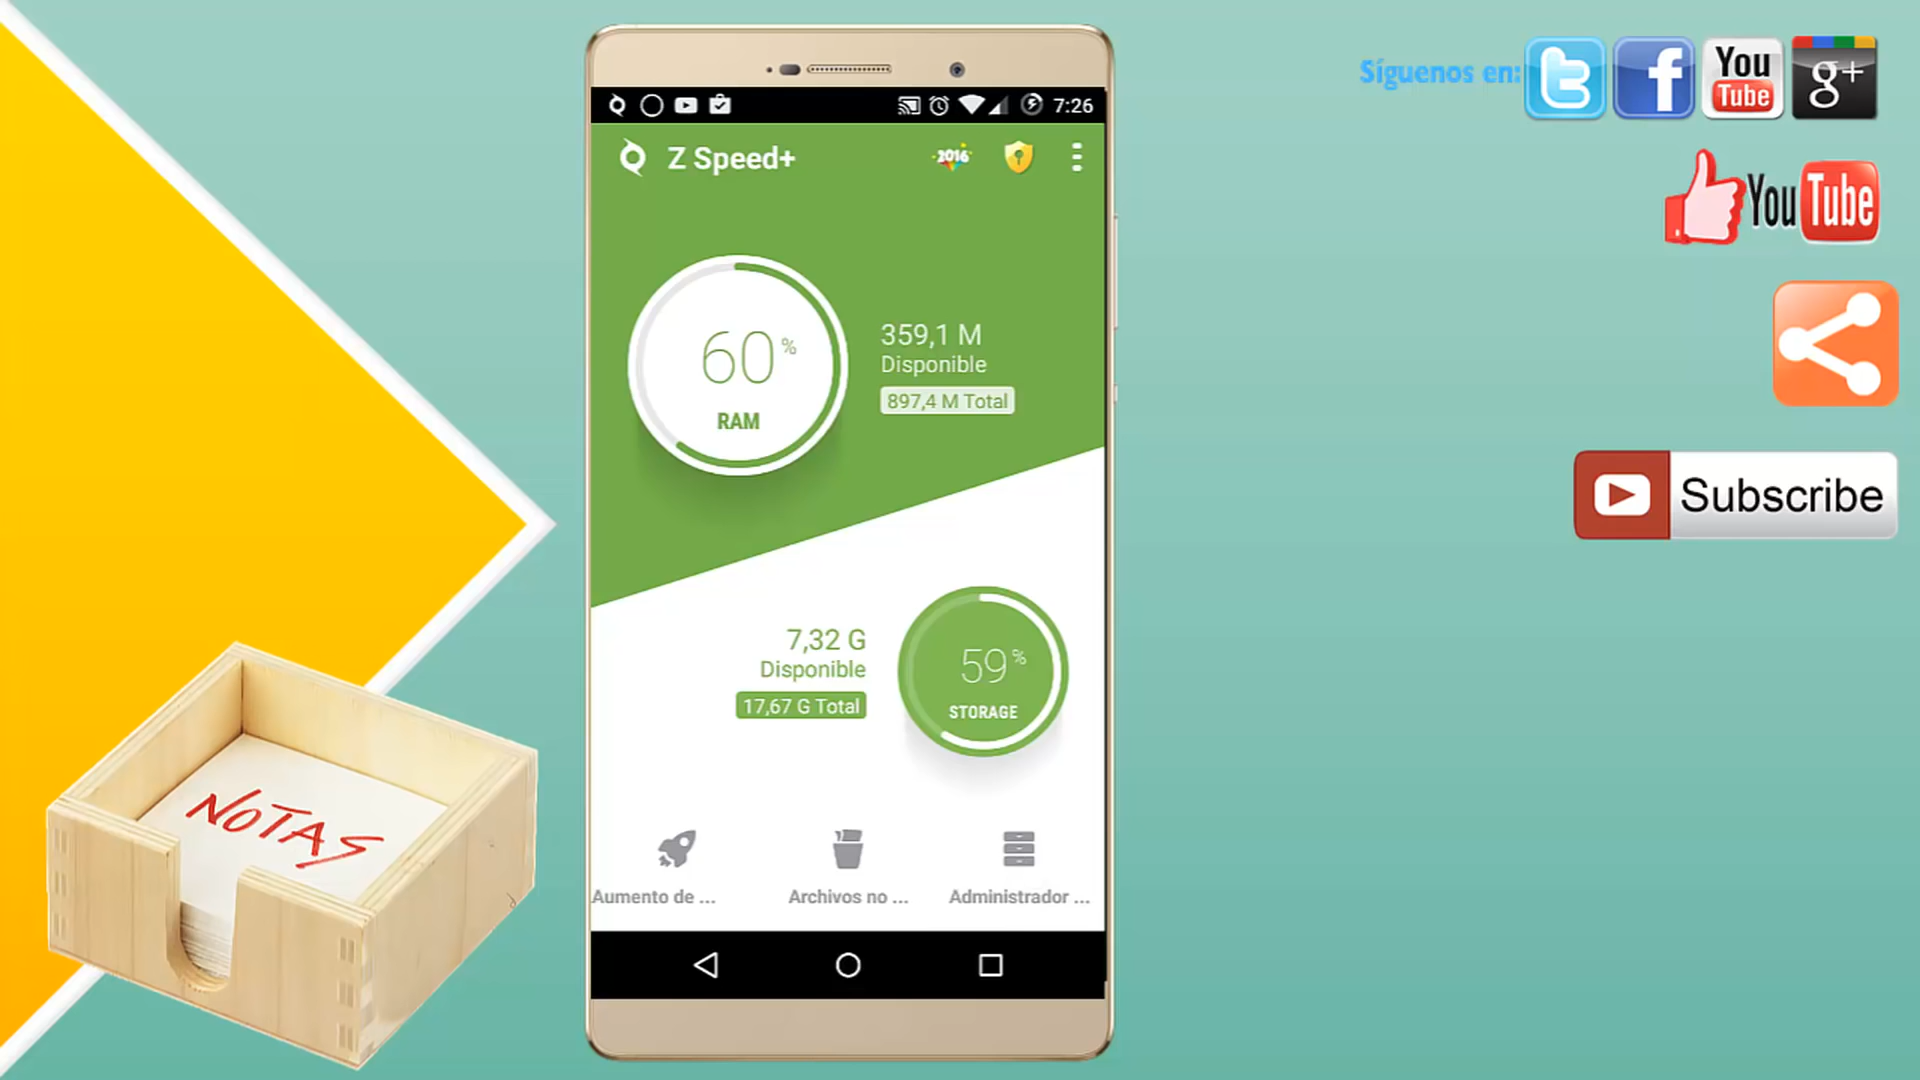 Síguenos en:
t
f
You
Tube
g+
You Tube
Subscribe
7:26
Z Speed+
2016
60 %
RAM
359,1 M
Disponible
897,4 M Total
7,32 G
Disponible
17,67 G Total
59 %
STORAGE
Aumento de ...
Archivos no ...
Administrador ...
NOTAS